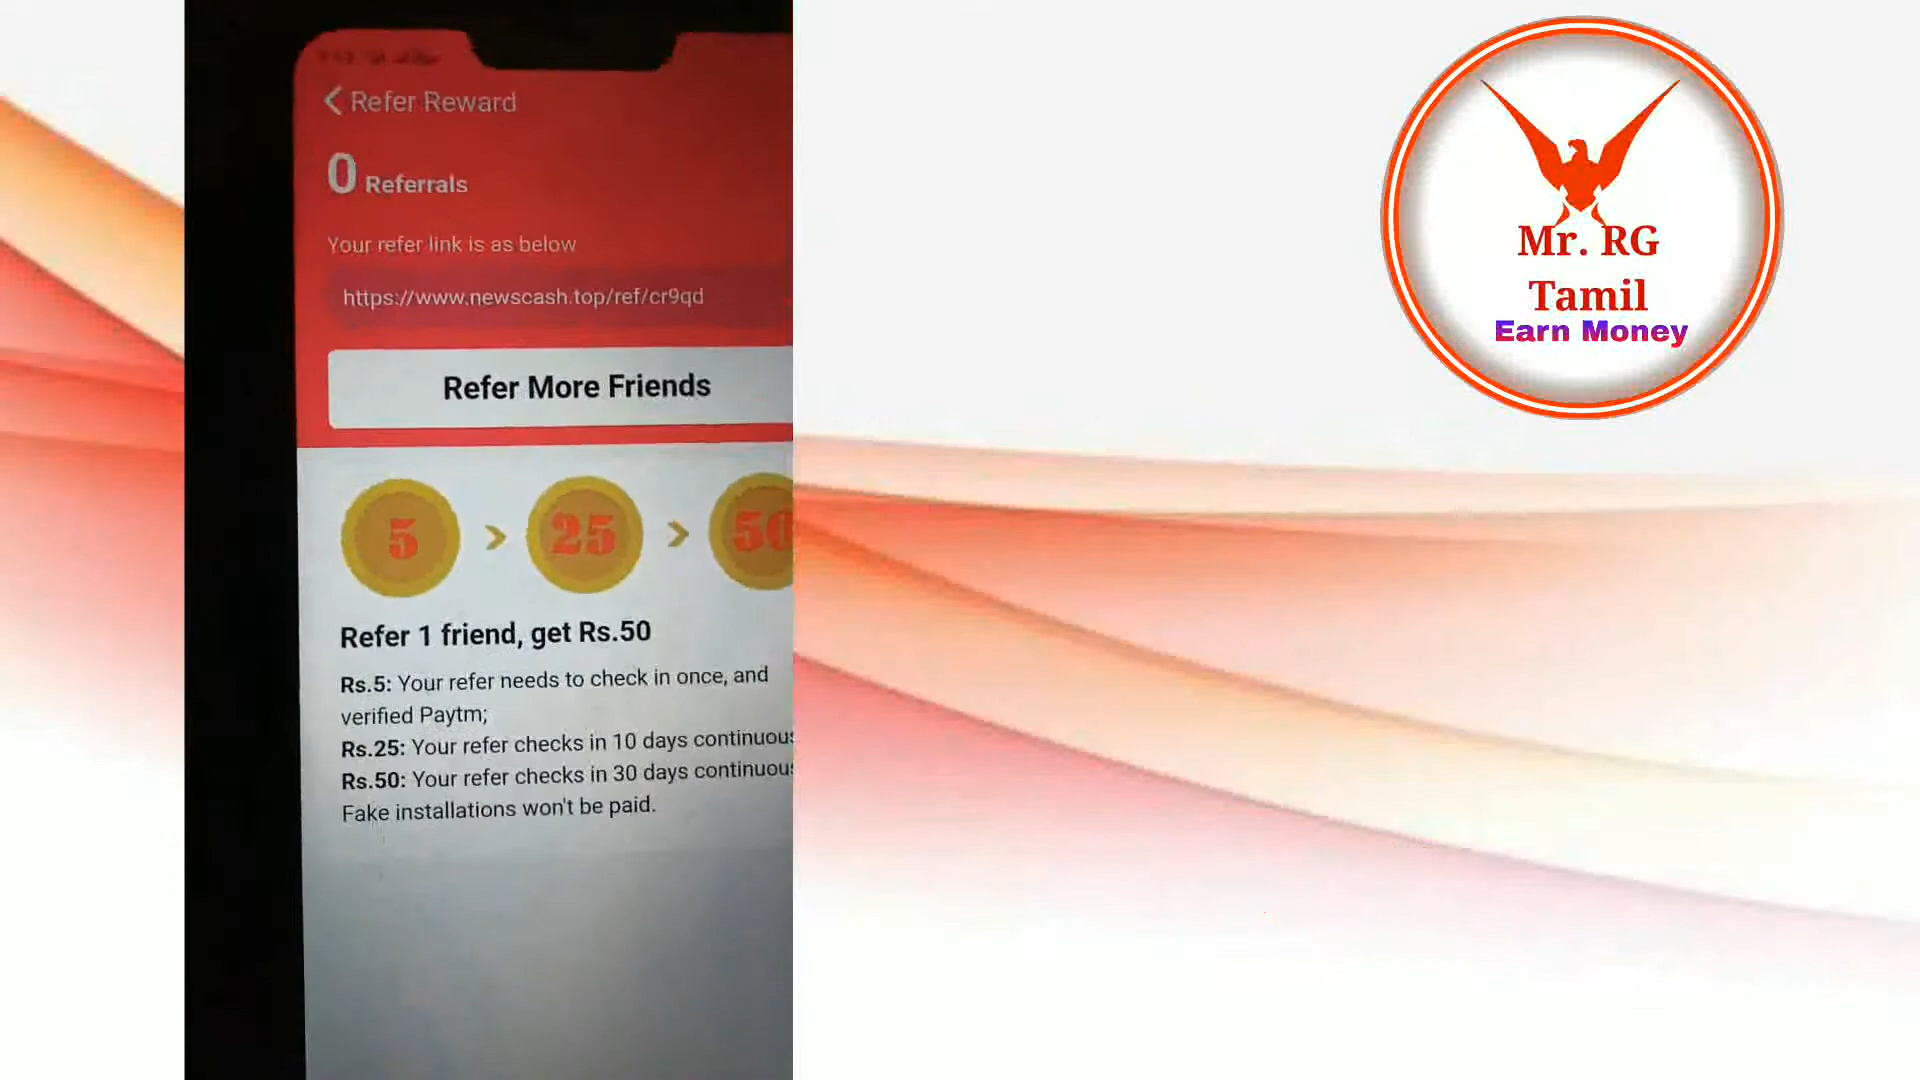 Refer Reward
0 Referrals
Your refer link is as below
https://www.newscash.top/ref/cr9qd
Refer More Friends
5 > 25 > 50
Refer 1 friend, get Rs.50
Rs.5: Your refer needs to check in once, and
verified Paytm;
Rs.25: Your refer checks in 10 days continuous
Rs.50: Your refer checks in 30 days continuous
Fake installations won't be paid.
Mr. RG
Tamil
Earn Money